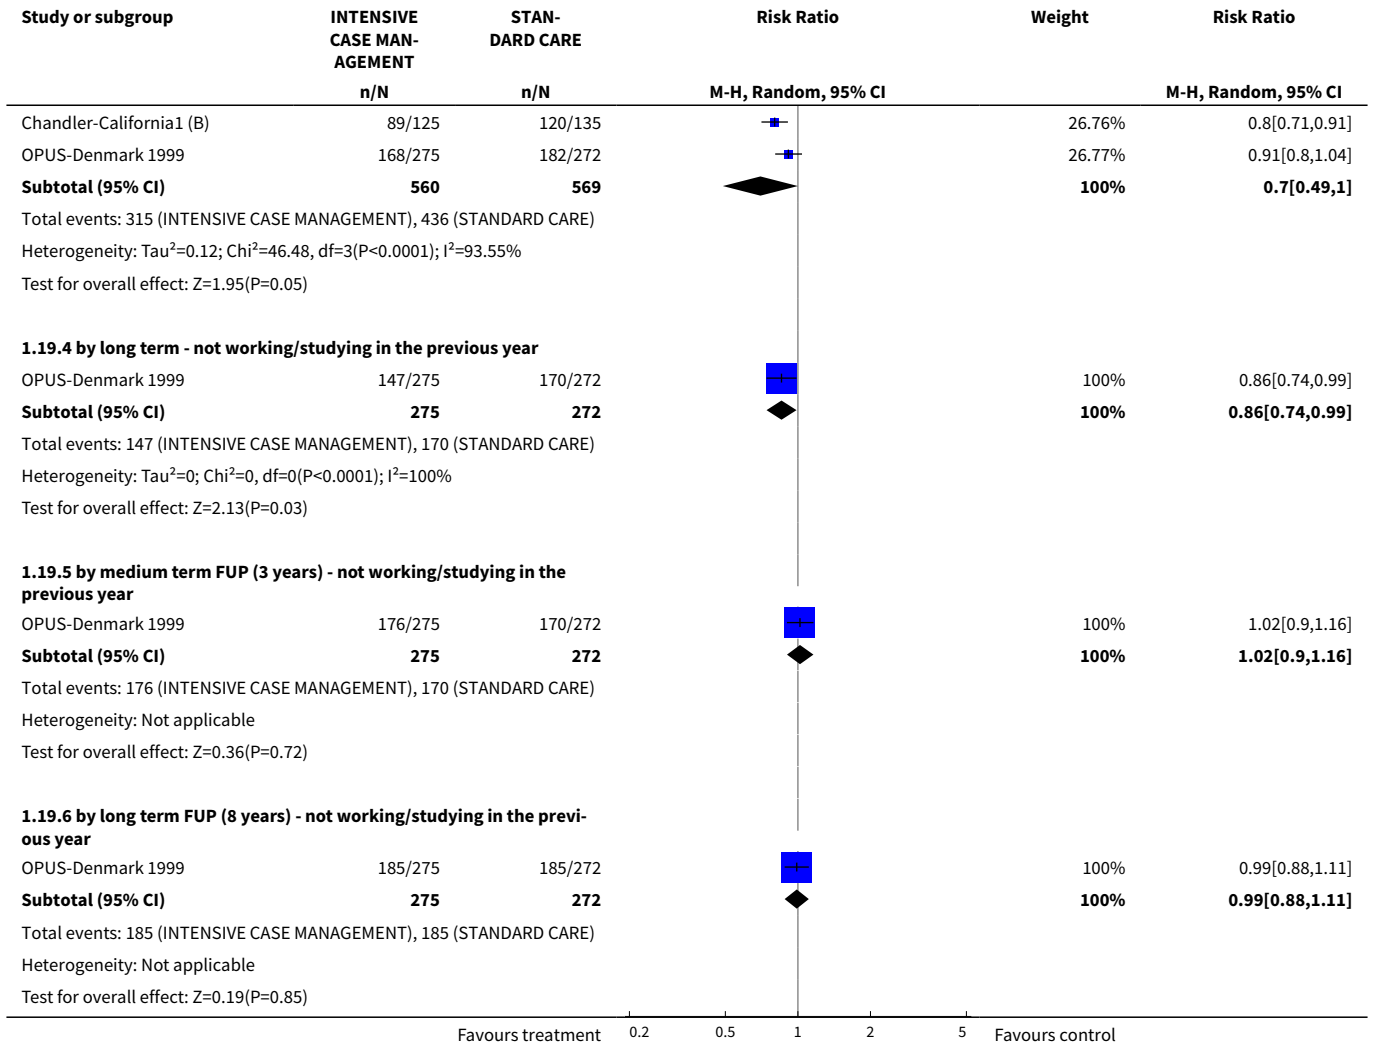 Study or subgroup INTENSIVE CASE MAN-AGEMENT STAN-DARD CARE Risk Ratio Weight Risk Ratio
n/N n/N M-H, Random, 95% CI M-H, Random, 95% CI
Chandler-California1 (B) 89/125 120/135 26.76% 0.8[0.71,0.91]
OPUS-Denmark 1999 168/275 182/272 26.77% 0.91[0.8,1.04]
Subtotal (95% CI) 560 569 100% 0.7[0.49,1]
Total events: 315 (INTENSIVE CASE MANAGEMENT), 436 (STANDARD CARE)
Heterogeneity: Tau²=0.12; Chi²=46.48, df=3(P<0.0001); I²=93.55%
Test for overall effect: Z=1.95(P=0.05)
1.19.4 by long term - not working/studying in the previous year
OPUS-Denmark 1999 147/275 170/272 100% 0.86[0.74,0.99]
Subtotal (95% CI) 275 272 100% 0.86[0.74,0.99]
Total events: 147 (INTENSIVE CASE MANAGEMENT), 170 (STANDARD CARE)
Heterogeneity: Tau²=0; Chi²=0, df=0(P<0.0001); I²=100%
Test for overall effect: Z=2.13(P=0.03)
1.19.5 by medium term FUP (3 years) - not working/studying in the
previous year
OPUS-Denmark 1999 176/275 170/272 100% 1.02[0.9,1.16]
Subtotal (95% CI) 275 272 100% 1.02[0.9,1.16]
Total events: 176 (INTENSIVE CASE MANAGEMENT), 170 (STANDARD CARE)
Heterogeneity: Not applicable
Test for overall effect: Z=0.36(P=0.72)
1.19.6 by long term FUP (8 years) - not working/studying in the previ-
ous year
OPUS-Denmark 1999 185/275 185/272 100% 0.99[0.88,1.11]
Subtotal (95% CI) 275 272 100% 0.99[0.88,1.11]
Total events: 185 (INTENSIVE CASE MANAGEMENT), 185 (STANDARD CARE)
Heterogeneity: Not applicable
Test for overall effect: Z=0.19(P=0.85)
Favours treatment 0.2 0.5 1 2 5 Favours control